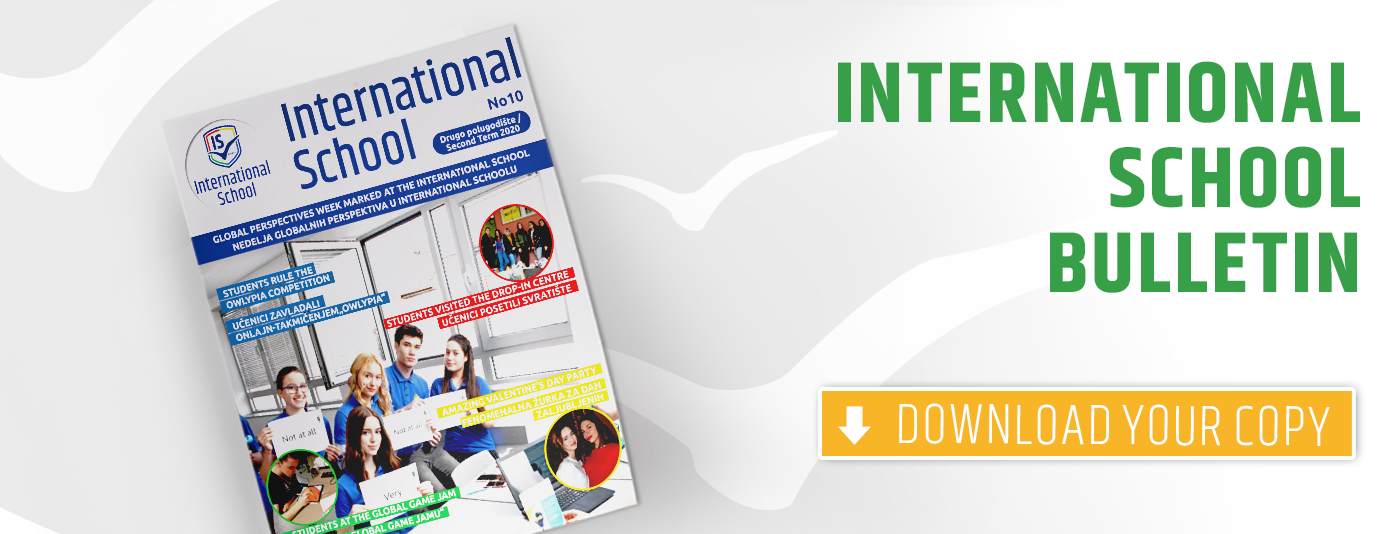 International
School
No10
Drugo polugodište /
Second Term 2020
IS
International
School
GLOBAL PERSPECTIVES WEEK MARKED AT THE INTERNATIONAL SCHOOL
NEDELJA GLOBALNIH PERSPEKTIVA U INTERNATIONAL SCHOOLU
STUDENTS RULE THE
OWLYPIA COMPETITION
UČENICI ZAVLADALI
ONLAJN-TAKMIČENJEM„OWLYPIA“
STUDENTS VISITED THE DROP-IN CENTRE
UČENICI POSETILI SVRATIŠTE
AMAZING VALENTINE'S DAY PARTY
FENOMENALNA ŽURKA ZA DAN
ZALJUBLJENIH
Not at all
Not at all
Very
STUDENTS AT THE GLOBAL GAME JAM
GLOBAL GAME JAMU“
INTERNATIONAL
SCHOOL
BULLETIN
DOWNLOAD YOUR COPY